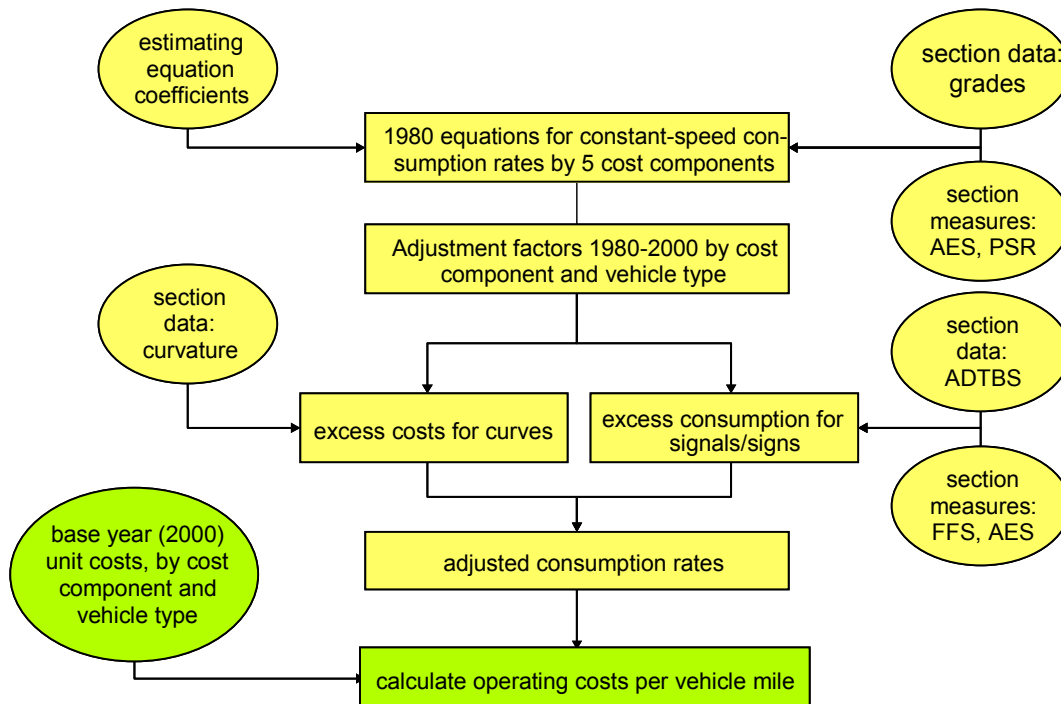 estimating
equation
coefficients
section data:
grades
1980 equations for constant-speed con-
sumption rates by 5 cost components
section
measures:
AES, PSR
Adjustment factors 1980-2000 by cost
component and vehicle type
section
data:
curvature
section
data:
ADTBS
excess costs for curves
excess consumption for
signals/signs
section
measures:
FFS, AES
base year (2000)
unit costs, by cost
component and
vehicle type
adjusted consumption rates
calculate operating costs per vehicle mile